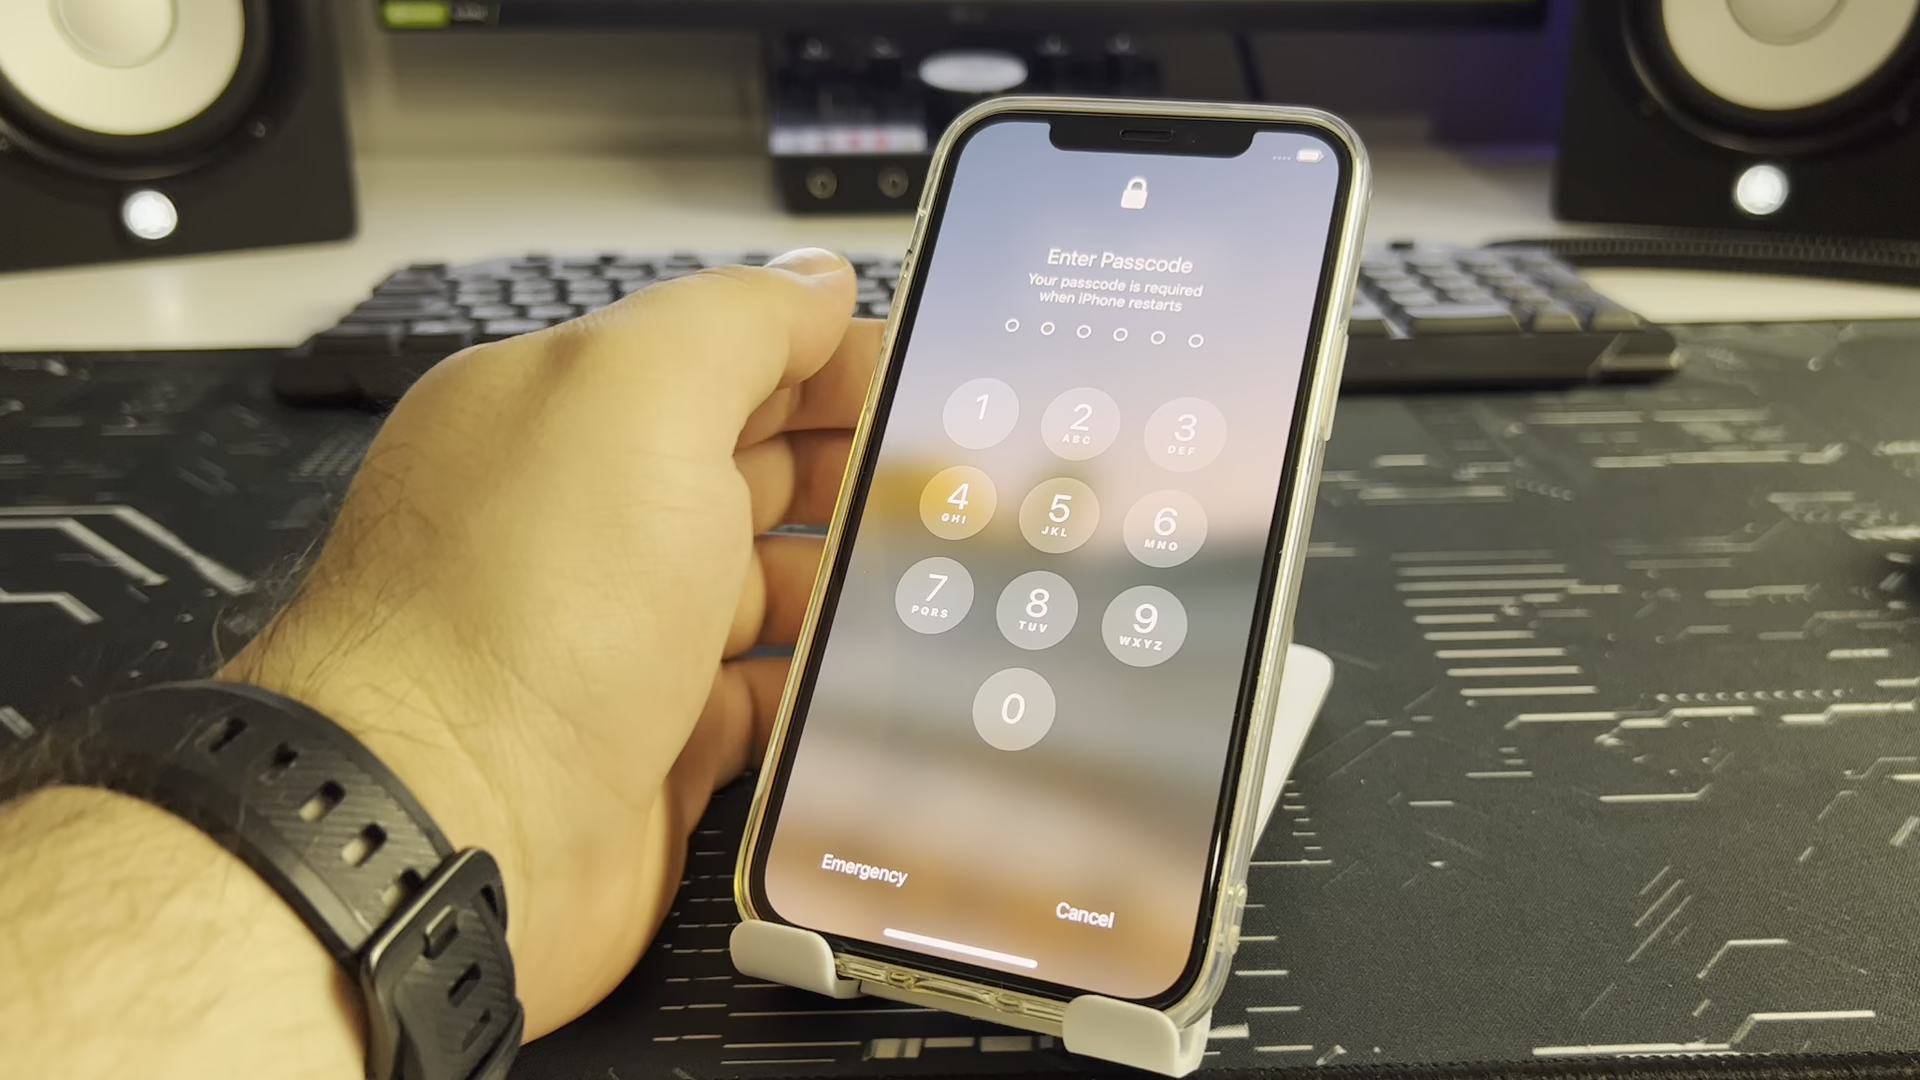 Enter Passcode
Your passcode is required
when iPhone restarts
1
2
ABC
3
DEF
4
GHI
5
JKL
6
MNO
7
PQRS
8
TUV
9
WXYZ
0
Emergency
Cancel